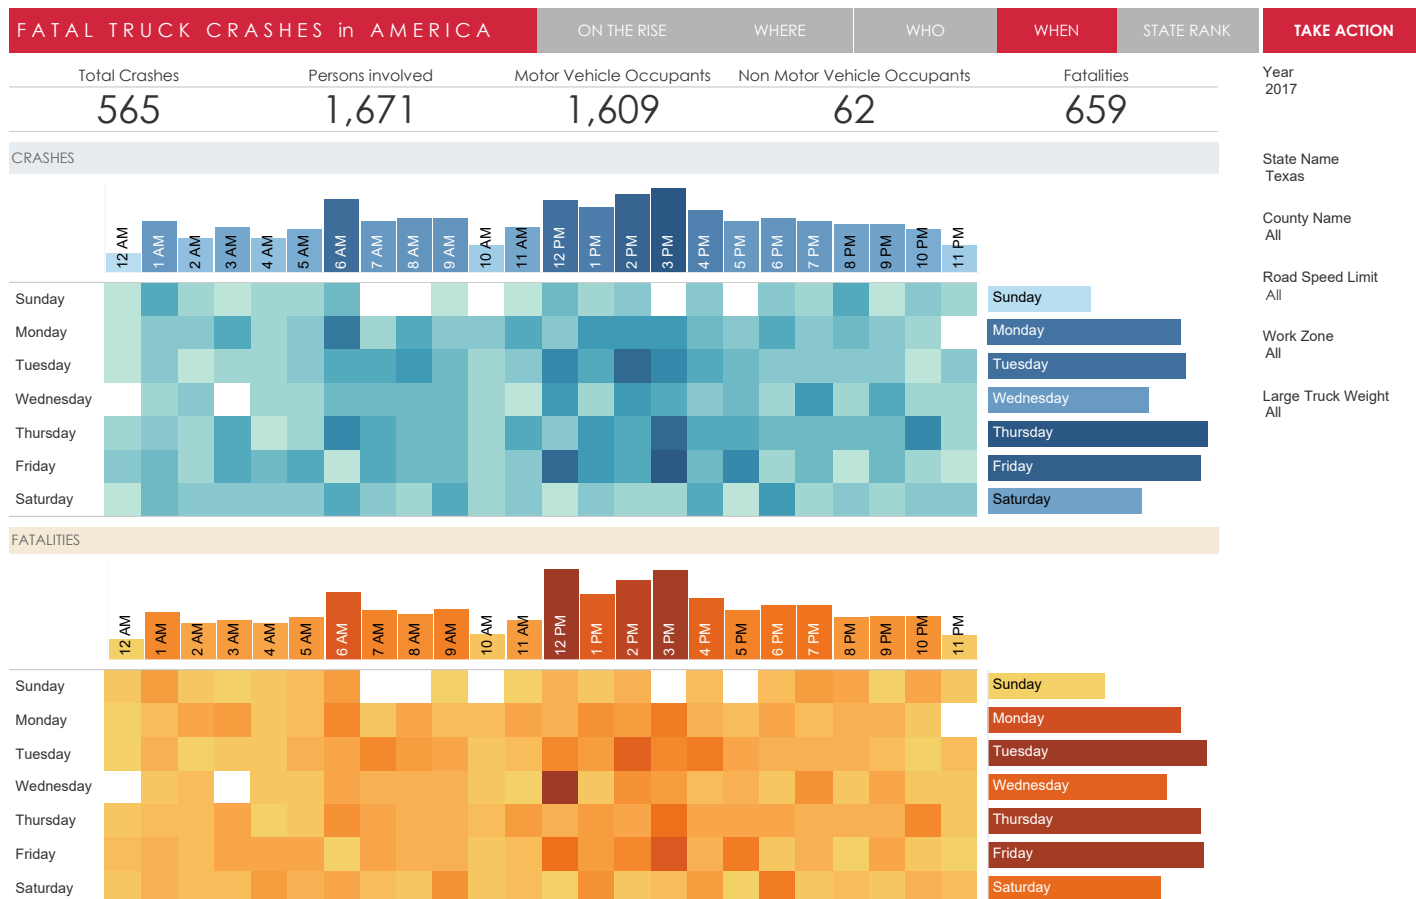 FATAL TRUCK CRASHES in AMERICA ON THE RISE WHERE WHO WHEN STATE RANK TAKE ACTION
Total Crashes Persons involved Motor Vehicle Occupants Non Motor Vehicle Occupants Fatalities
565 1,671 1,609 62 659
Year
2017
State Name
Texas
County Name
All
Road Speed Limit
All
Work Zone
All
Large Truck Weight
All
CRASHES
12 AM 1 AM 2 AM 3 AM 4 AM 5 AM 6 AM 7 AM 8 AM 9 AM 10 AM 11 AM 12 PM 1 PM 2 PM 3 PM 4 PM 5 PM 6 PM 7 PM 8 PM 9 PM 10 PM 11 PM
Sunday Sunday
Monday Monday
Tuesday Tuesday
Wednesday Wednesday
Thursday Thursday
Friday Friday
Saturday Saturday
FATALITIES
12 AM 1 AM 2 AM 3 AM 4 AM 5 AM 6 AM 7 AM 8 AM 9 AM 10 AM 11 AM 12 PM 1 PM 2 PM 3 PM 4 PM 5 PM 6 PM 7 PM 8 PM 9 PM 10 PM 11 PM
Sunday Sunday
Monday Monday
Tuesday Tuesday
Wednesday Wednesday
Thursday Thursday
Friday Friday
Saturday Saturday